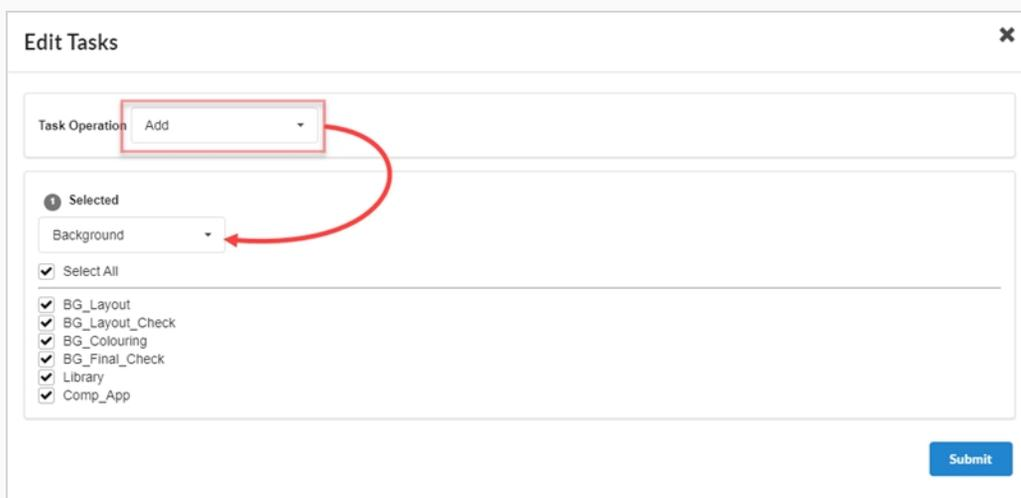 Edit Tasks
Task Operation Add
1 Selected
Background
Select All
BG_Layout
BG_Layout_Check
BG_Colouring
BG_Final_Check
Library
Comp_App
Submit